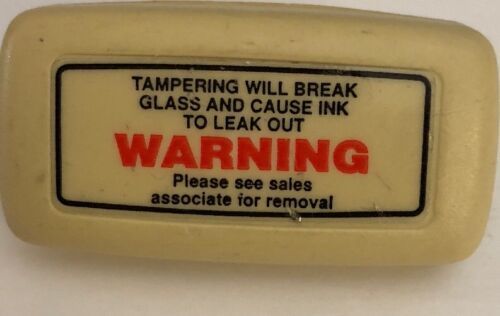 TAMPERING WILL BREAK
GLASS AND CAUSE INK
TO LEAK OUT
WARNING
Please see sales
associate for removal